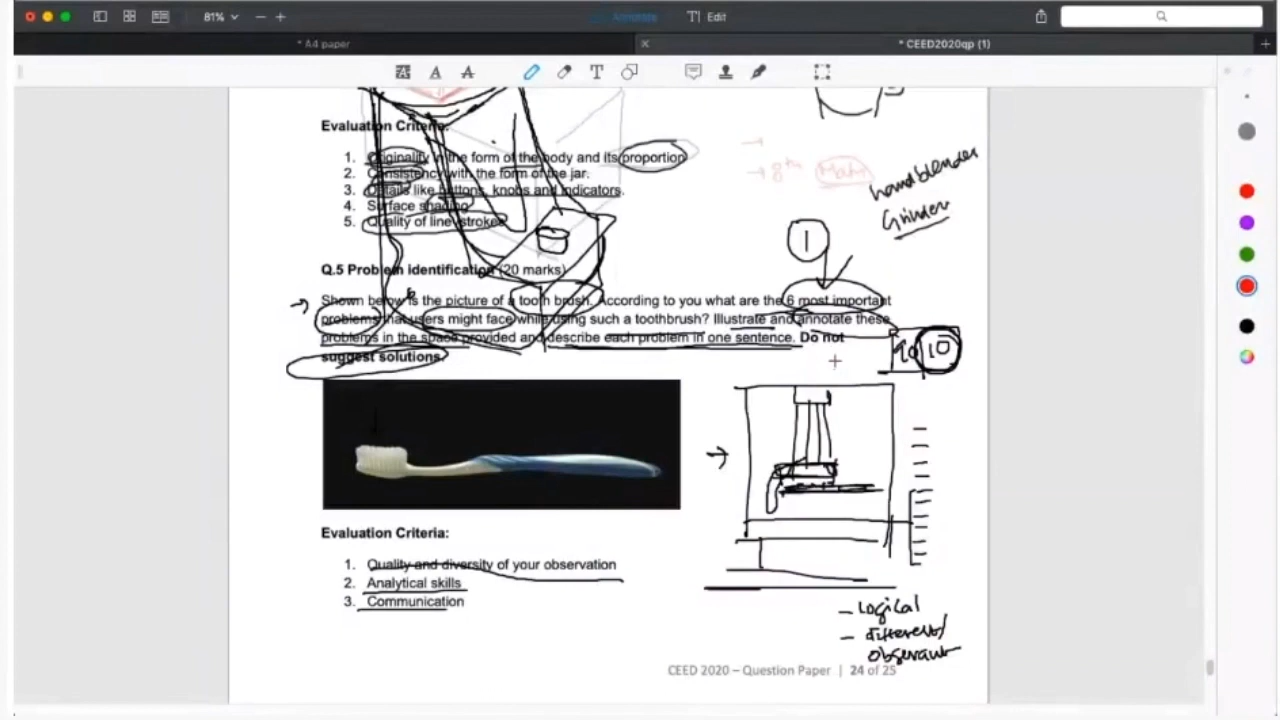 81%
Annotate
Edit
* A4 paper
* CEED2020qp (1)
Evaluation Criteria:
1. Originality in the form of the body and its proportion
2. Consistency with the form of the jar.
3. Details like buttons, knobs and indicators.
4. Surface shading
5. Quality of line strokes
8th Mark
handblender
Grinder
1
Q.5 Problem identification (20 marks)
Shown below is the picture of a tooth brush. According to you what are the 6 most important
problems that users might face while using such a toothbrush? Illustrate and annotate these
problems in the space provided and describe each problem in one sentence. Do not
suggest solutions.
10
Evaluation Criteria:
1. Quality and diversity of your observation
2. Analytical skills
3. Communication
- Logical
- different/
observant
CEED 2020 – Question Paper | 24 of 25